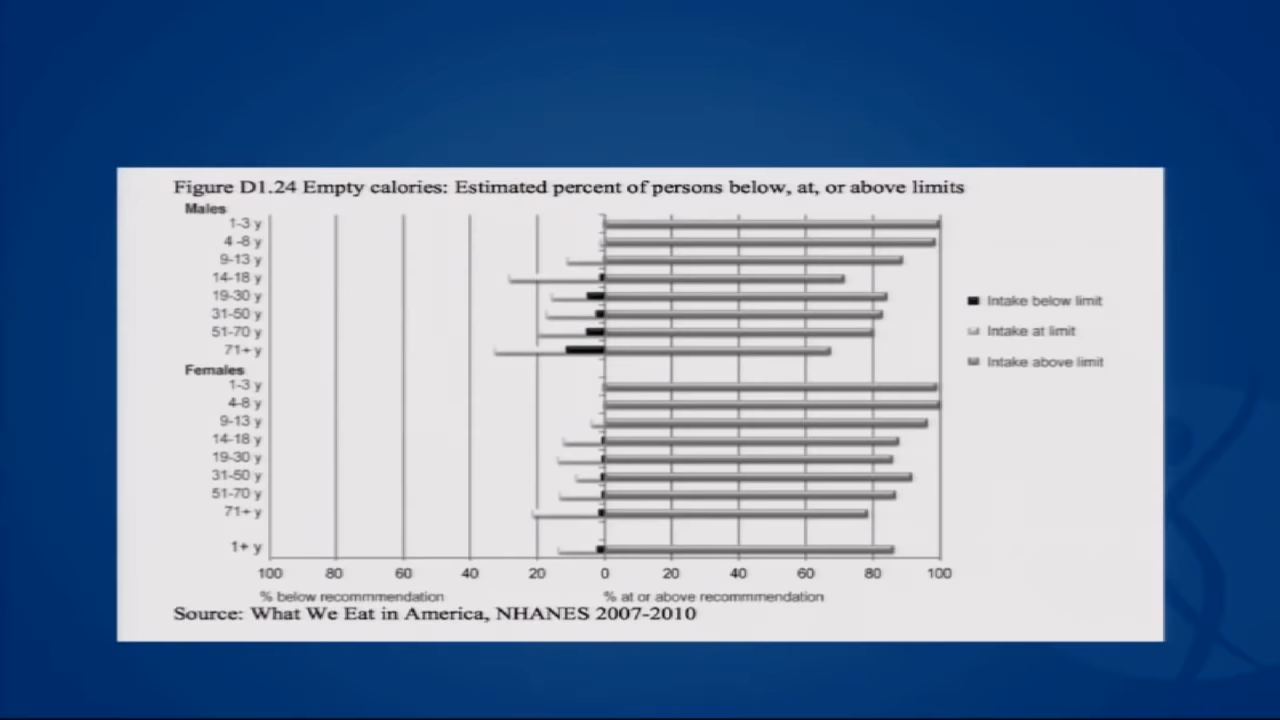 Figure D1.24 Empty calories: Estimated percent of persons below, at, or above limits
Males
1-3 y
4 -8 y
9-13 y
14-18 y
19-30 y
31-50 y
51-70 y
71+ y
Females
1-3 y
4-8 y
9-13 y
14-18 y
19-30 y
31-50 y
51-70 y
71+ y
1+ y
100 80 60 40 20 0 20 40 60 80 100
% below recommmendation % at or above recommmendation
Intake below limit
Intake at limit
Intake above limit
Source: What We Eat in America, NHANES 2007-2010